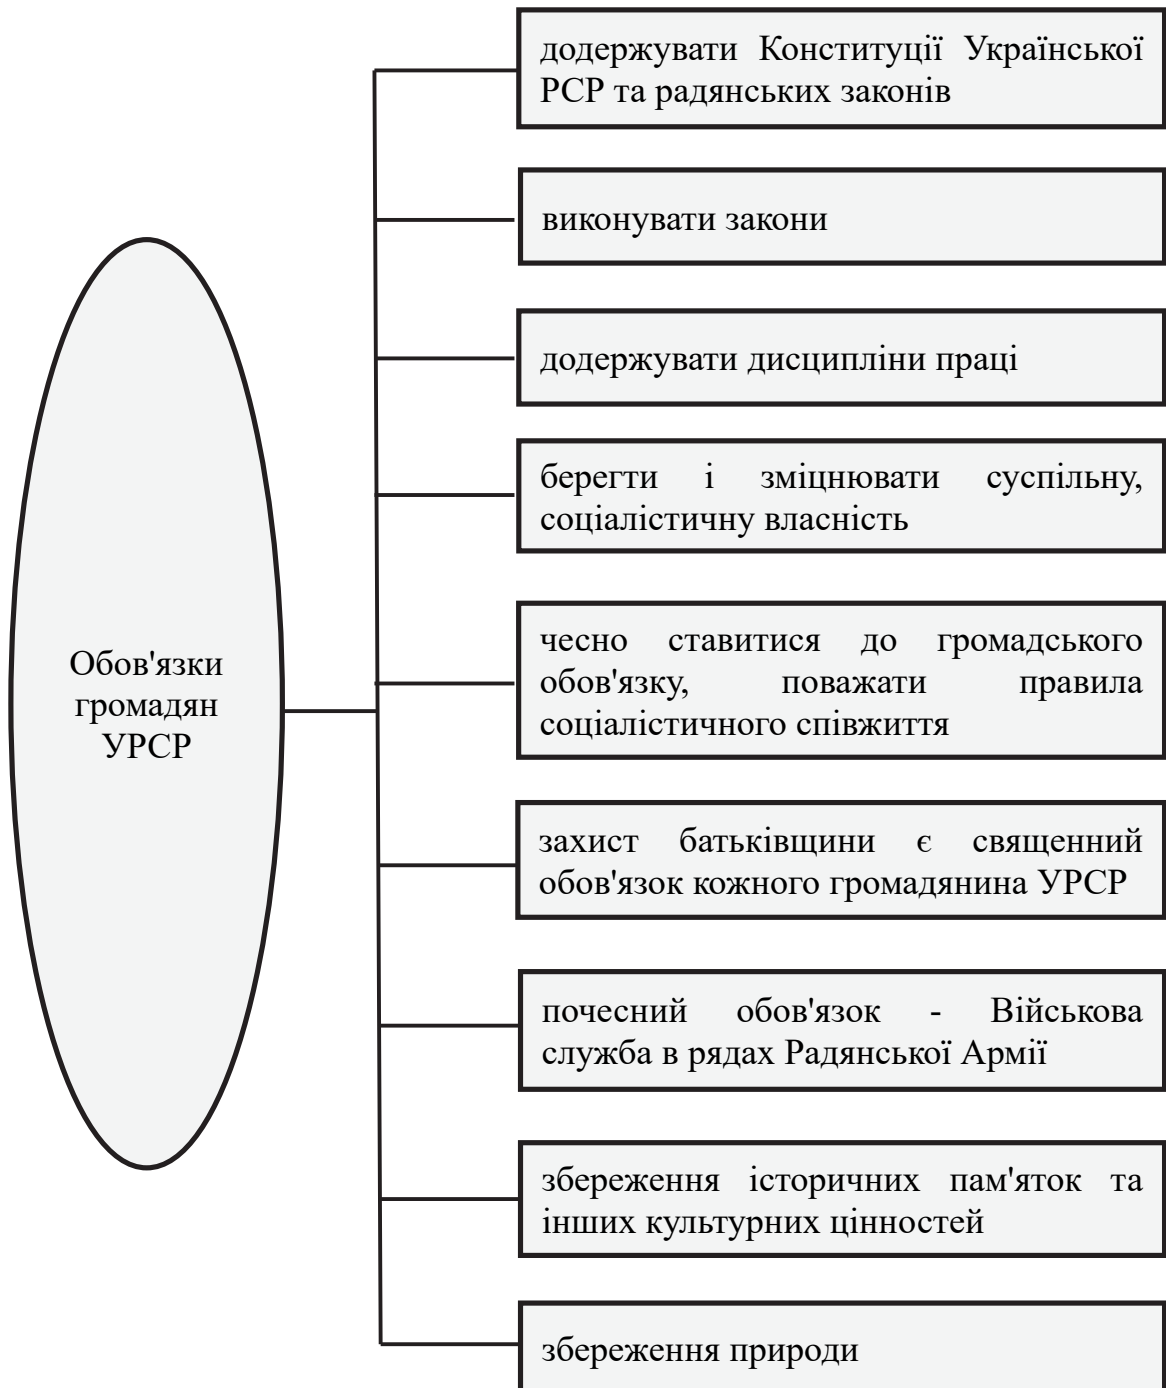 додержувати Конституції Української
РСР та радянських законів
виконувати закони
додержувати дисципліни праці
берегти і зміцнювати суспільну,
соціалістичну власність
Обов'язки
громадян
УРСР
чесно ставитися до громадського
обов'язку, поважати правила
соціалістичного співжиття
захист батьківщини є священний
обов'язок кожного громадянина УРСР
почесний обов'язок - Військова
служба в рядах Радянської Армії
збереження історичних пам'яток та
інших культурних цінностей
збереження природи